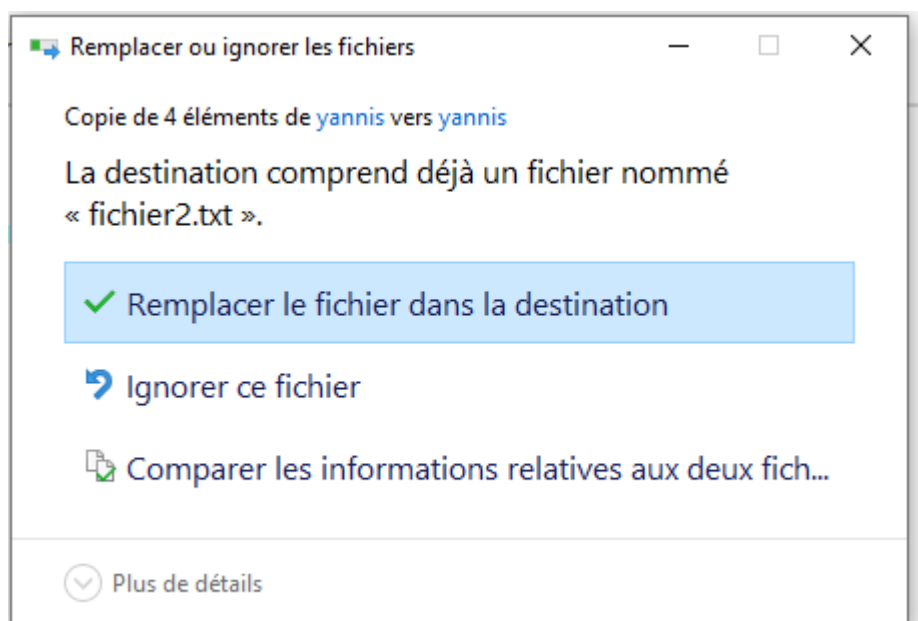 Remplacer ou ignorer les fichiers
Copie de 4 éléments de yannis vers yannis
La destination comprend déjà un fichier nommé
« fichier2.txt ».
Remplacer le fichier dans la destination
Ignorer ce fichier
Comparer les informations relatives aux deux fich...
Plus de détails